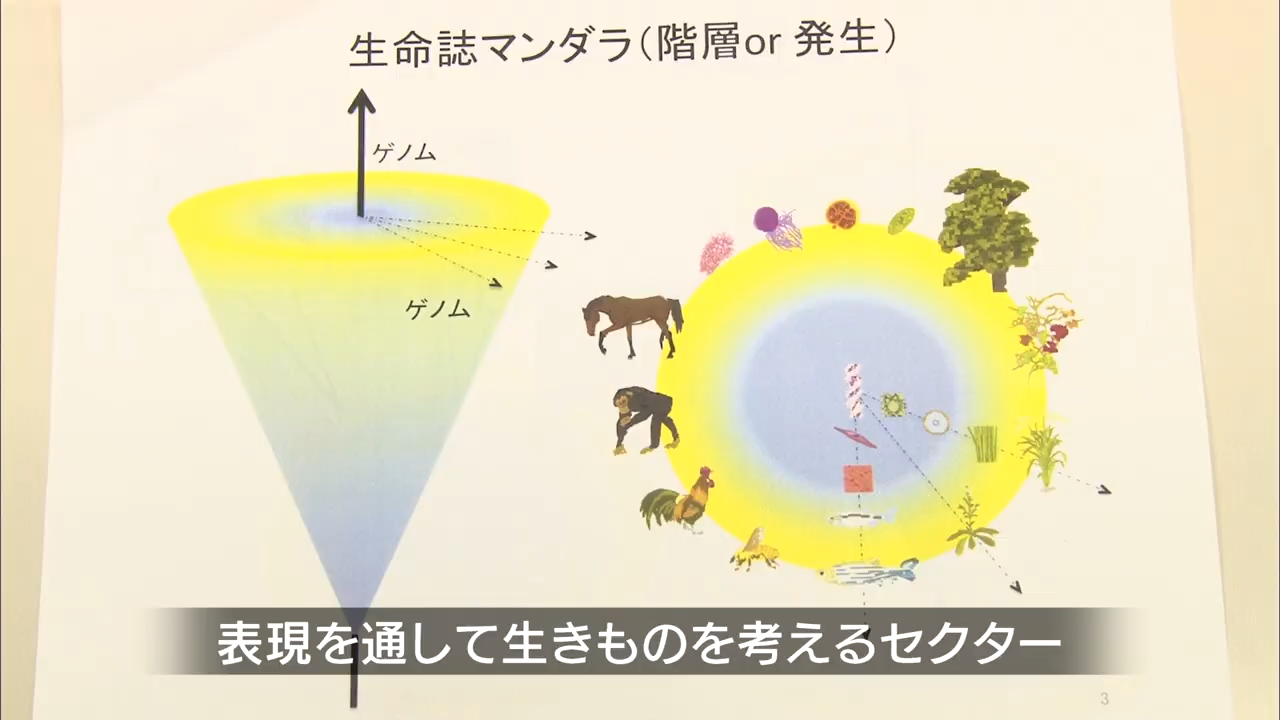 生命誌マンダラ（階層or 発生）
ゲノム
ゲノム
表現を通して生きものを考えるセクター
3